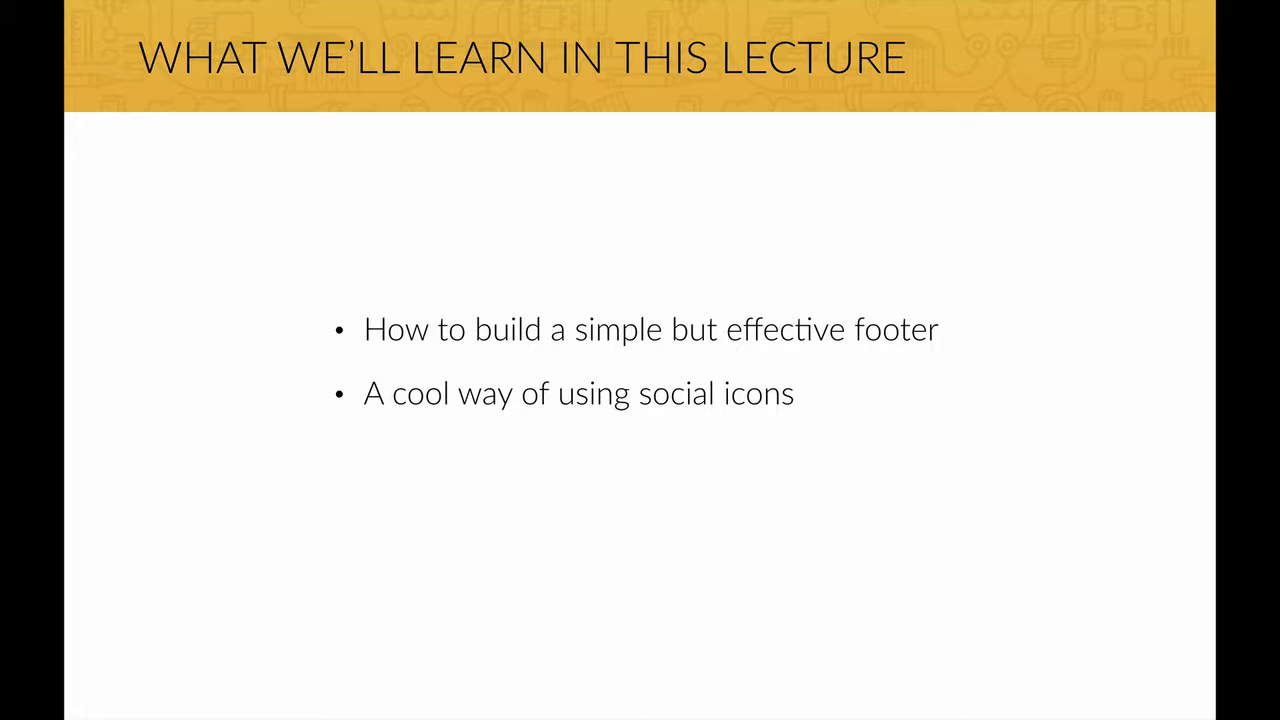 WHAT WE’LL LEARN IN THIS LECTURE
• How to build a simple but effective footer
• A cool way of using social icons